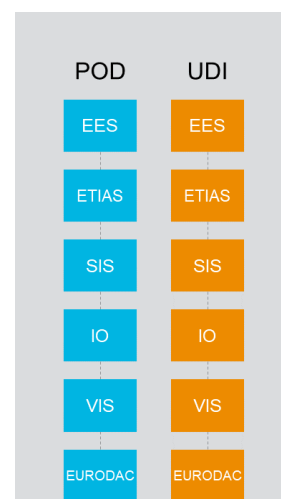 POD UDI
EES EES
ETIAS ETIAS
SIS SIS
IO IO
VIS VIS
EURODAC EURODAC